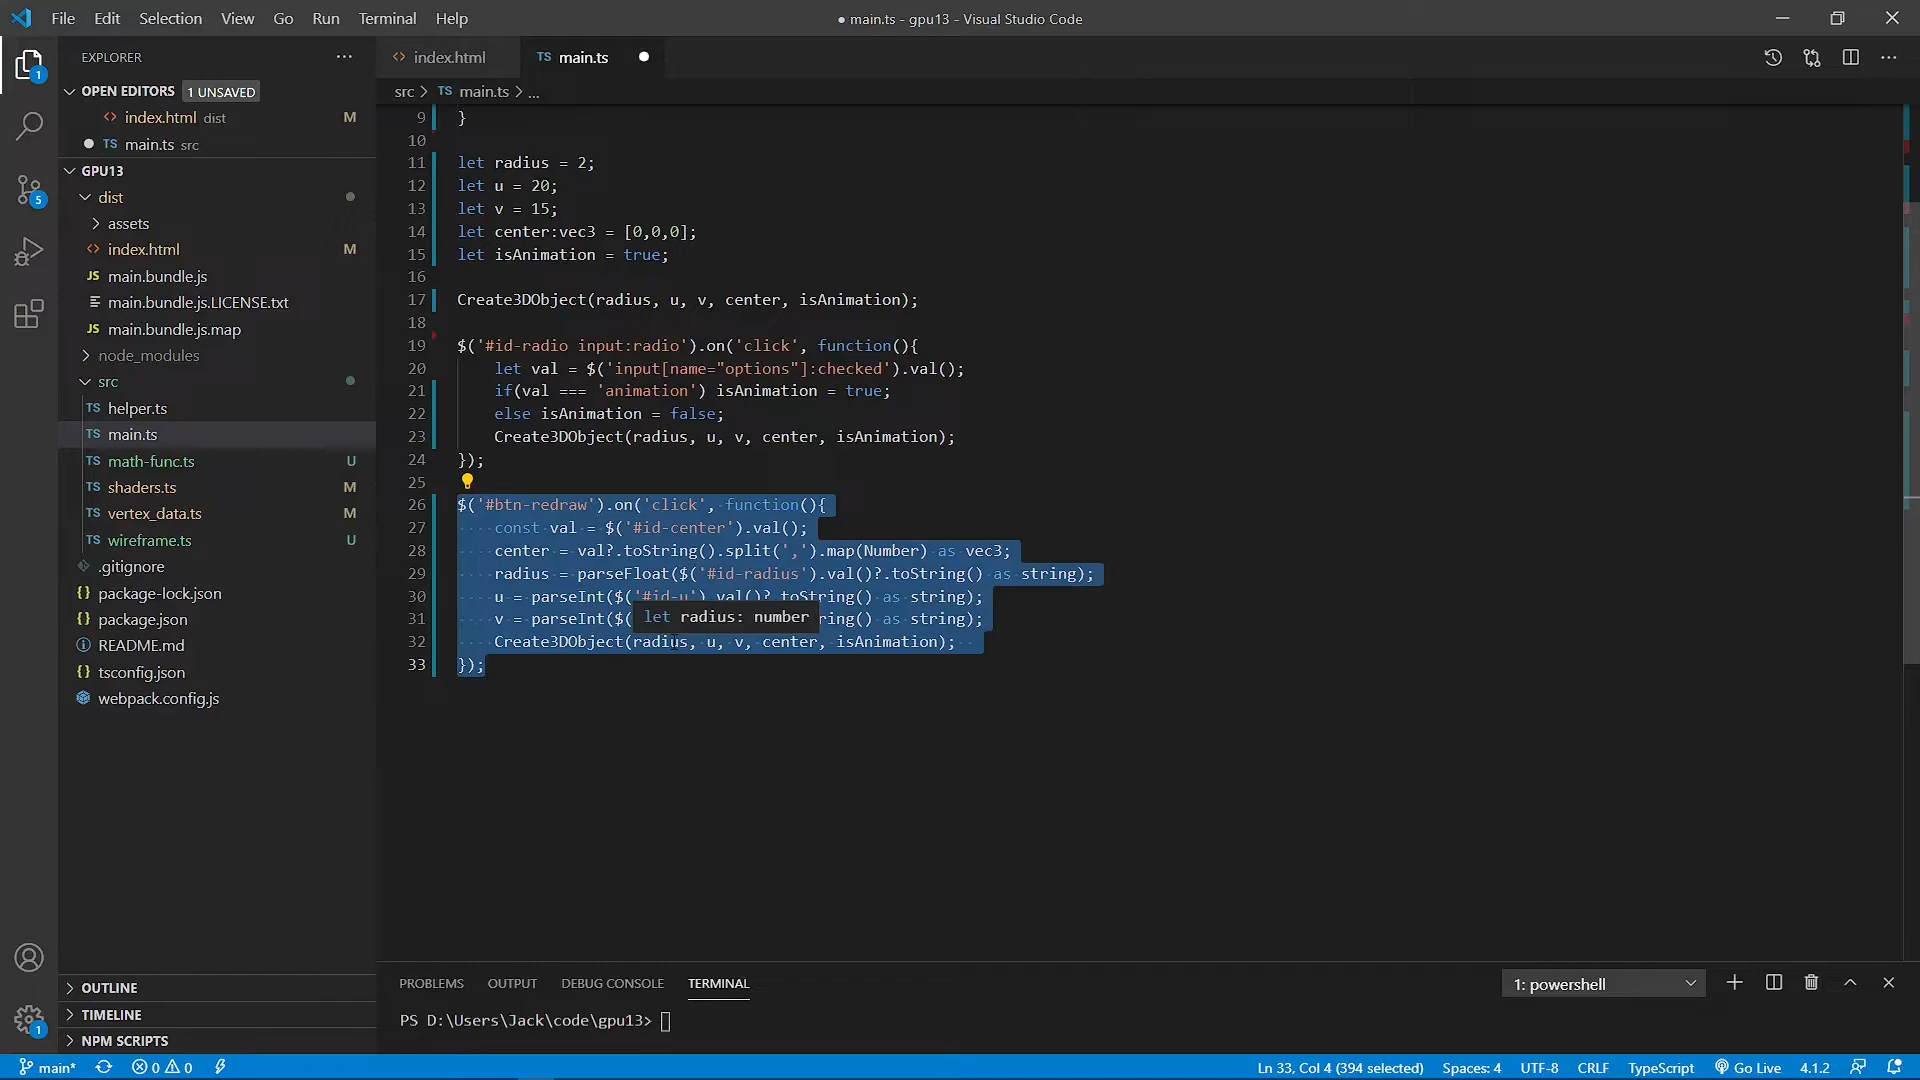 File Edit Selection View Go Run Terminal Help
● main.ts - gpu13 - Visual Studio Code
EXPLORER
index.html
TS main.ts
OPEN EDITORS 1 UNSAVED
src > TS main.ts > ...
index.html dist M
TS main.ts src
GPU13
dist
assets
index.html M
JS main.bundle.js
main.bundle.js.LICENSE.txt
JS main.bundle.js.map
node_modules
src
TS helper.ts
TS main.ts
TS math-func.ts U
TS shaders.ts M
TS vertex_data.ts M
TS wireframe.ts U
.gitignore
package-lock.json
package.json
README.md
tsconfig.json
webpack.config.js
OUTLINE
TIMELINE
NPM SCRIPTS
1
5
1
9 }
10
11 let radius = 2;
12 let u = 20;
13 let v = 15;
14 let center:vec3 = [0,0,0];
15 let isAnimation = true;
16
17 Create3DObject(radius, u, v, center, isAnimation);
18
19 $('#id-radio input:radio').on('click', function(){
20 let val = $('input[name="options"]:checked').val();
21 if(val === 'animation') isAnimation = true;
22 else isAnimation = false;
23 Create3DObject(radius, u, v, center, isAnimation);
24 });
25
26 $('#btn-redraw').on('click', function(){
27 const val = $('#id-center').val();
28 center = val?.toString().split(',').map(Number) as vec3;
29 radius = parseFloat($('#id-radius').val()?.toString() as string);
30 u = parseInt($('#id-u').val()?.toString() as string);
31 v = parseInt($( ring() as string);
let radius: number
32 Create3DObject(radius, u, v, center, isAnimation);
33 });
PROBLEMS OUTPUT DEBUG CONSOLE TERMINAL
1: powershell
PS D:\Users\Jack\code\gpu13>
main* 0 0
Ln 33, Col 4 (394 selected) Spaces: 4 UTF-8 CRLF TypeScript Go Live 4.1.2